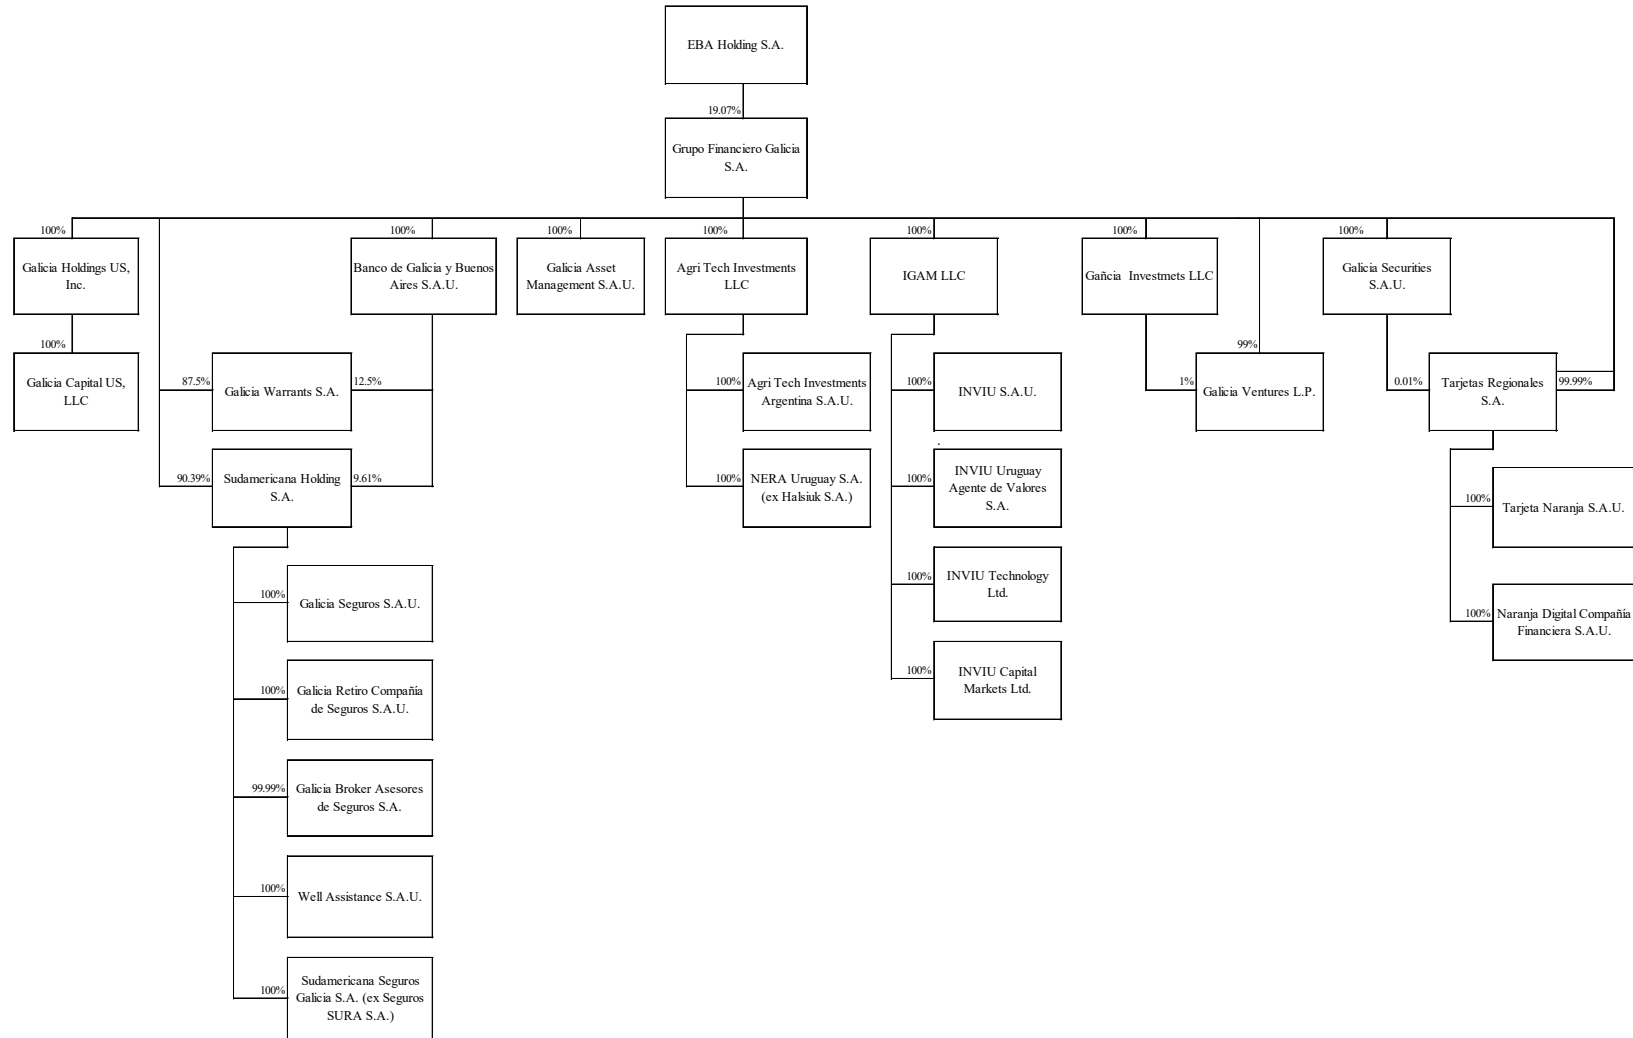 EBA Holding S.A.
19.07%
Grupo Financiero Galicia
S.A.
100%
100%
100%
100%
100%
100%
100%
Galicia Holdings US,
Inc.
Banco de Galicia y Buenos
Aires S.A.U.
Galicia Asset
Management S.A.U.
Agri Tech Investments
LLC
IGAM LLC
Gañcia  Investmets LLC
Galicia Securities
S.A.U.
100%
99%
Galicia Capital US,
LLC
87.5%
Galicia Warrants S.A.
12.5%
100%
Agri Tech Investments
Argentina S.A.U.
100%
INVIU S.A.U.
1%
Galicia Ventures L.P.
0.01%
Tarjetas Regionales
S.A.
99.99%
.
90.39%
Sudamericana Holding
S.A.
9.61%
100%
NERA Uruguay S.A.
(ex Halsiuk S.A.)
100%
INVIU Uruguay
Agente de Valores
S.A.
100%
Tarjeta Naranja S.A.U.
100%
INVIU Technology
Ltd.
100%
Galicia Seguros S.A.U.
100%
Naranja Digital Compañía
Financiera S.A.U.
100%
INVIU Capital
Markets Ltd.
100%
Galicia Retiro Compañía
de Seguros S.A.U.
99.99%
Galicia Broker Asesores
de Seguros S.A.
100%
Well Assistance S.A.U.
100%
Sudamericana Seguros
Galicia S.A. (ex Seguros
SURA S.A.)